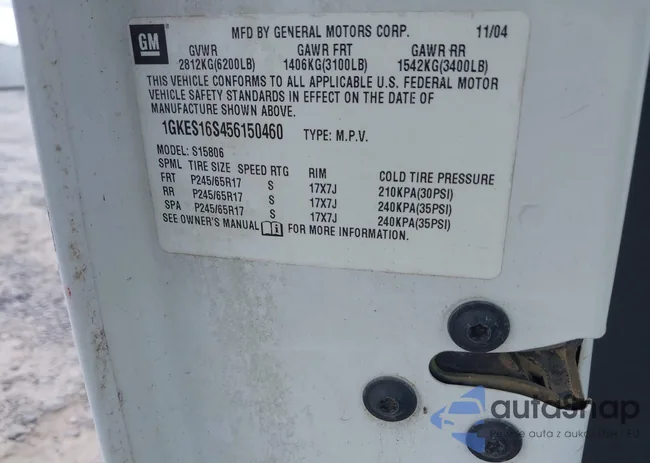 GM
MFD BY GENERAL MOTORS CORP. 11/04
GVWR GAWR FRT GAWR RR
2812KG(6200LB) 1406KG(3100LB) 1542KG(3400LB)
THIS VEHICLE CONFORMS TO ALL APPLICABLE U.S. FEDERAL MOTOR
VEHICLE SAFETY STANDARDS IN EFFECT ON THE DATE OF
MANUFACTURE SHOWN ABOVE.
1GKES16S456150460 TYPE: M.P.V.
MODEL: S15806
SPML TIRE SIZE SPEED RTG RIM COLD TIRE PRESSURE
FRT P245/65R17 S 17X7J 210KPA(30PSI)
RR P245/65R17 S 17X7J 240KPA(35PSI)
SPA P245/65R17 S 17X7J 240KPA(35PSI)
SEE OWNER'S MANUAL FOR MORE INFORMATION.
autosnap
auta z aukcji